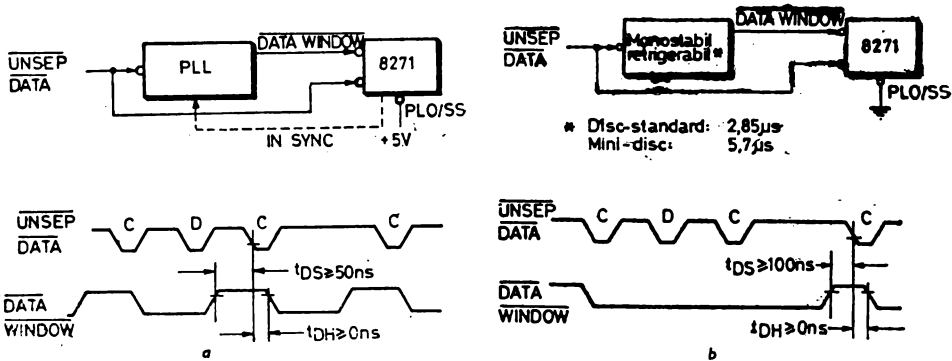 DATA WINDOW
UNSEP
DATA
PLL
8271
PLO/SS
IN SYNC
+5V
UNSEP
DATA
C
D
C
C
tDS≥50ns
DATA
WINDOW
tDH≥0ns
a
DATA WINDOW
UNSEP
DATA
Monostabil
retrigerabil*
8271
PLO/SS
* Disc-standard: 2,85µs
Mini-disc: 5,7µs
UNSEP
DATA
C
D
C
C
tDS≥100ns
DATA
WINDOW
tDH≥0ns
b